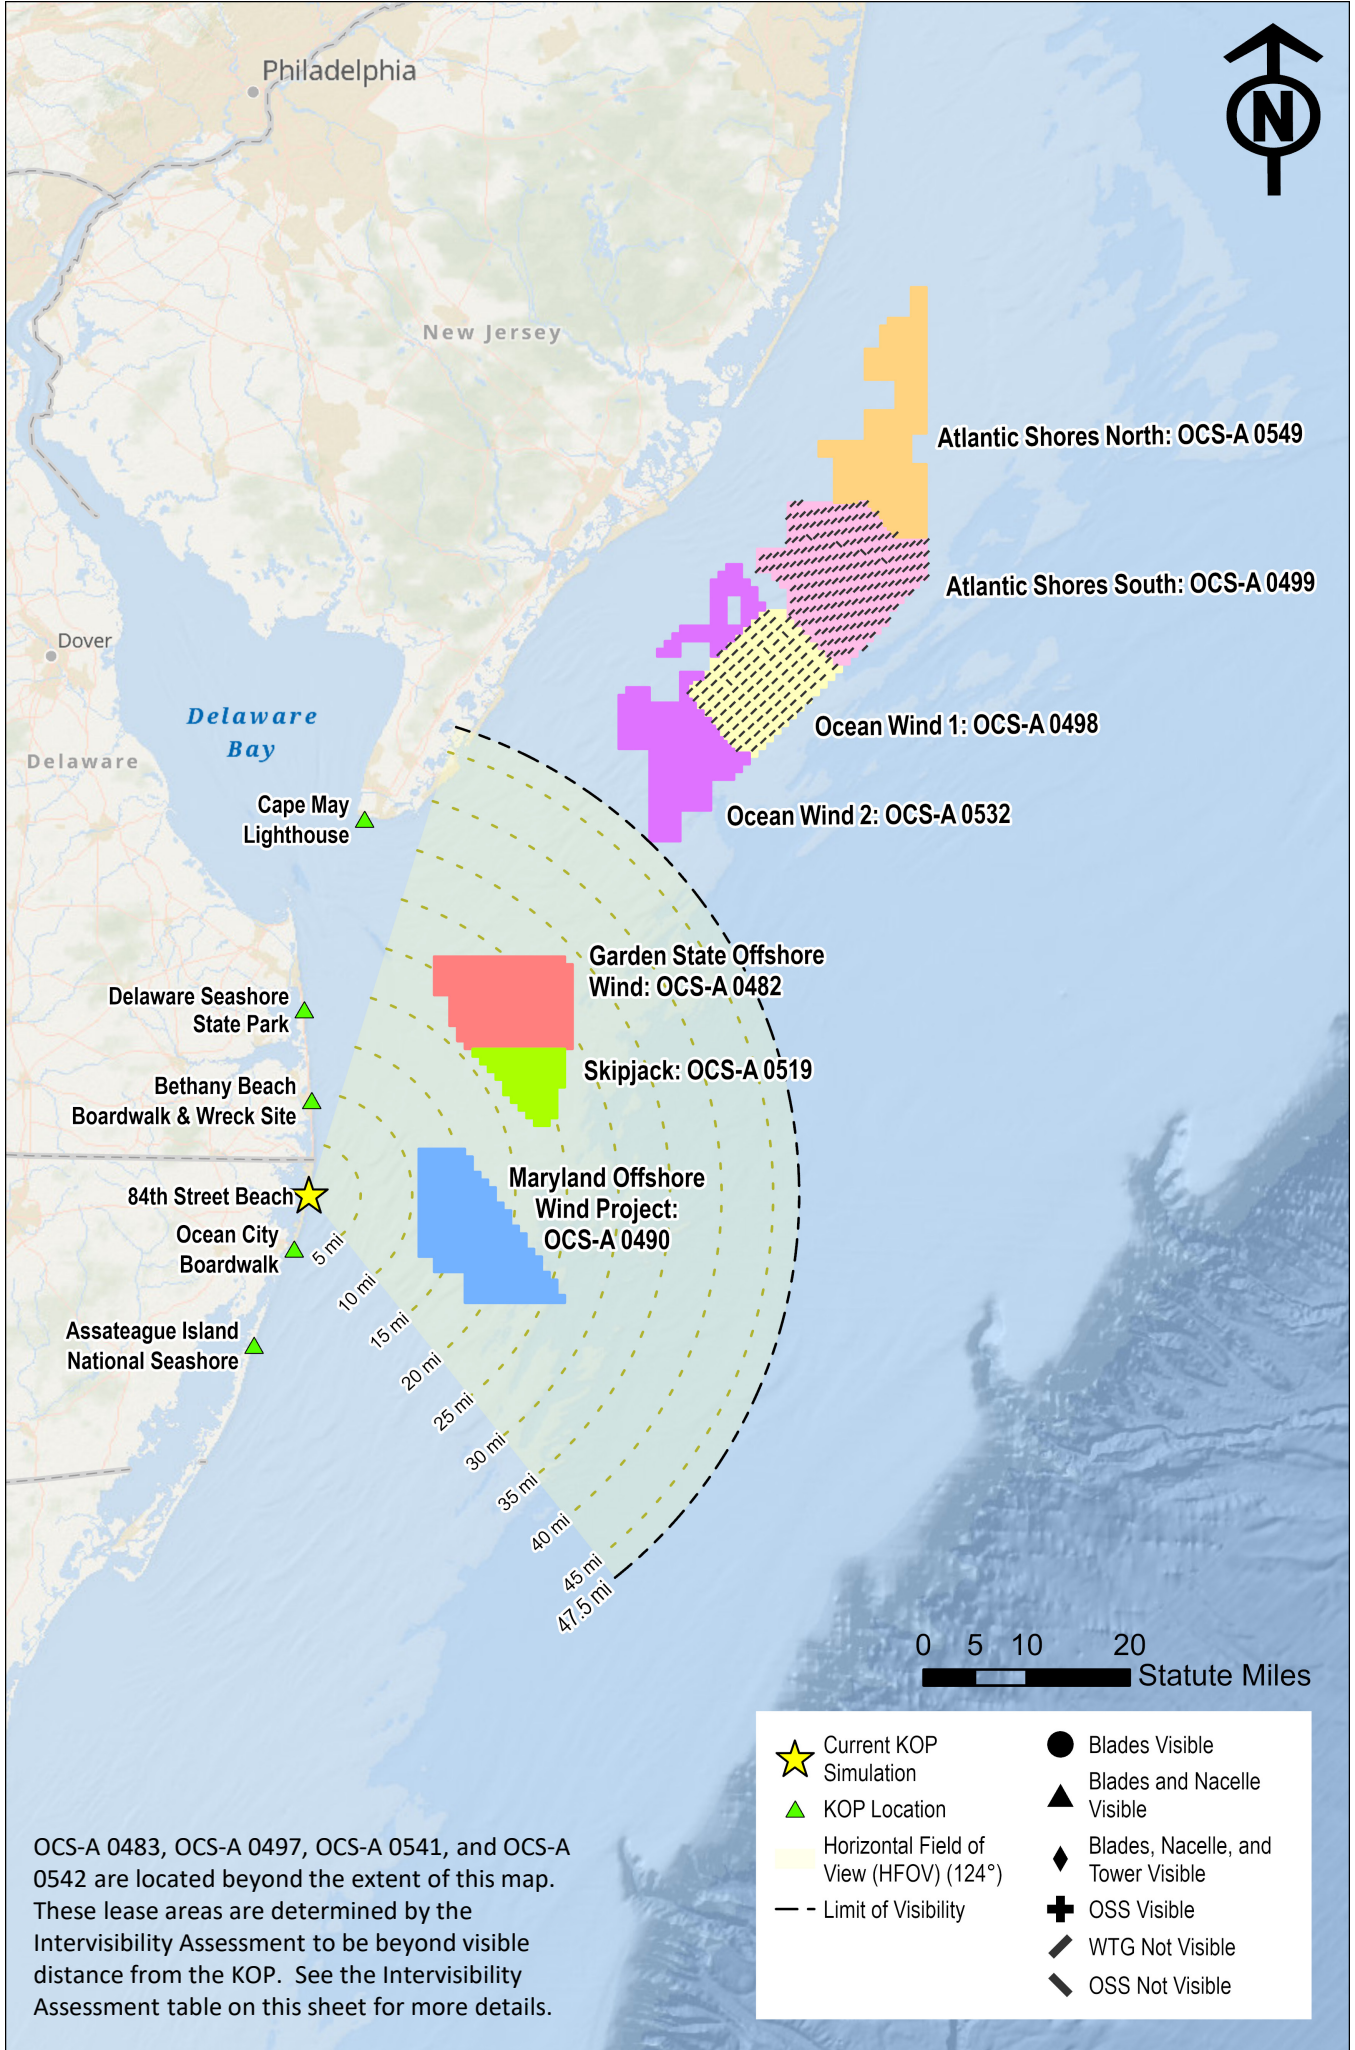 N
Philadelphia
New Jersey
Atlantic Shores North: OCS-A 0549
Atlantic Shores South: OCS-A 0499
Dover
Delaware
Bay
Delaware
Ocean Wind 1: OCS-A 0498
Cape May
Lighthouse
Ocean Wind 2: OCS-A 0532
Garden State Offshore
Wind: OCS-A 0482
Delaware Seashore
State Park
Skipjack: OCS-A 0519
Bethany Beach
Boardwalk & Wreck Site
Maryland Offshore
Wind Project:
OCS-A 0490
84th Street Beach
Ocean City
Boardwalk
Assateague Island
National Seashore
5 mi
10 mi
15 mi
20 mi
25 mi
30 mi
35 mi
40 mi
45 mi
47.5 mi
0 5 10 20
Statute Miles
Current KOP
Simulation
KOP Location
Horizontal Field of
View (HFOV) (124°)
Limit of Visibility
Blades Visible
Blades and Nacelle
Visible
Blades, Nacelle, and
Tower Visible
OSS Visible
WTG Not Visible
OSS Not Visible
OCS-A 0483, OCS-A 0497, OCS-A 0541, and OCS-A
0542 are located beyond the extent of this map.
These lease areas are determined by the
Intervisibility Assessment to be beyond visible
distance from the KOP.  See the Intervisibility
Assessment table on this sheet for more details.